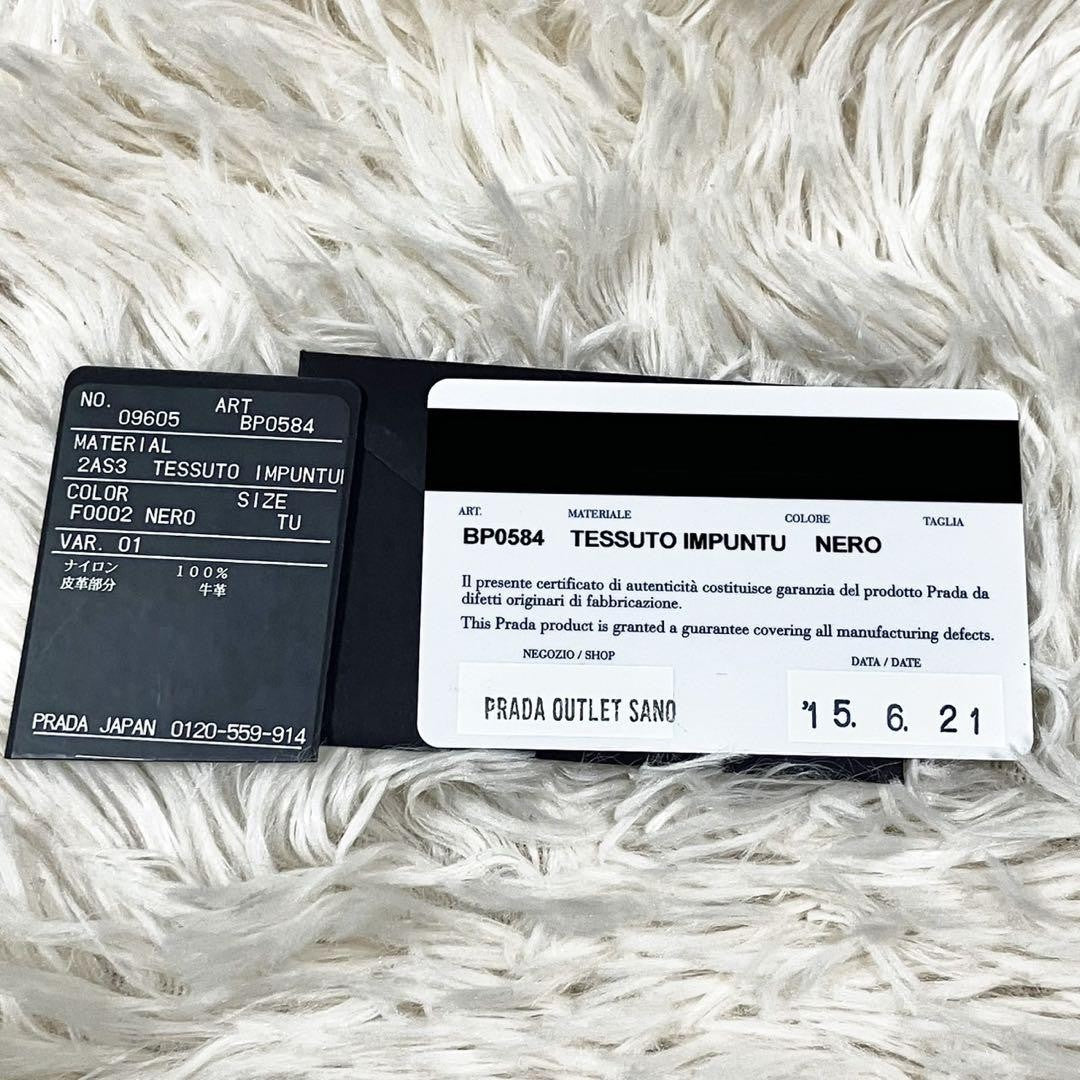 NO. ART
09605 BP0584
MATERIAL
2AS3 TESSUTO IMPUNTU
COLOR SIZE
F0002 NERO TU
VAR. 01
ナイロン 100%
皮革部分 牛革
PRADA JAPAN 0120-559-914
ART. MATERIALE COLORE TAGLIA
BP0584 TESSUTO IMPUNTU NERO
Il presente certificato di autenticità costituisce garanzia del prodotto Prada da
difetti originari di fabbricazione.
This Prada product is granted a guarantee covering all manufacturing defects.
NEGOZIO / SHOP DATA / DATE
PRADA OUTLET SANO '15. 6. 21